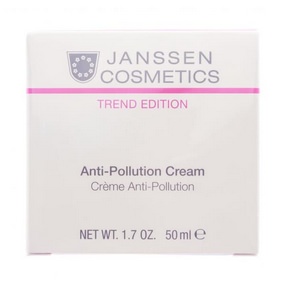 JANSSEN
COSMETICS
TREND EDITION
Anti-Pollution Cream
Crème Anti-Pollution
NET WT. 1.7 OZ. 50 ml ℮